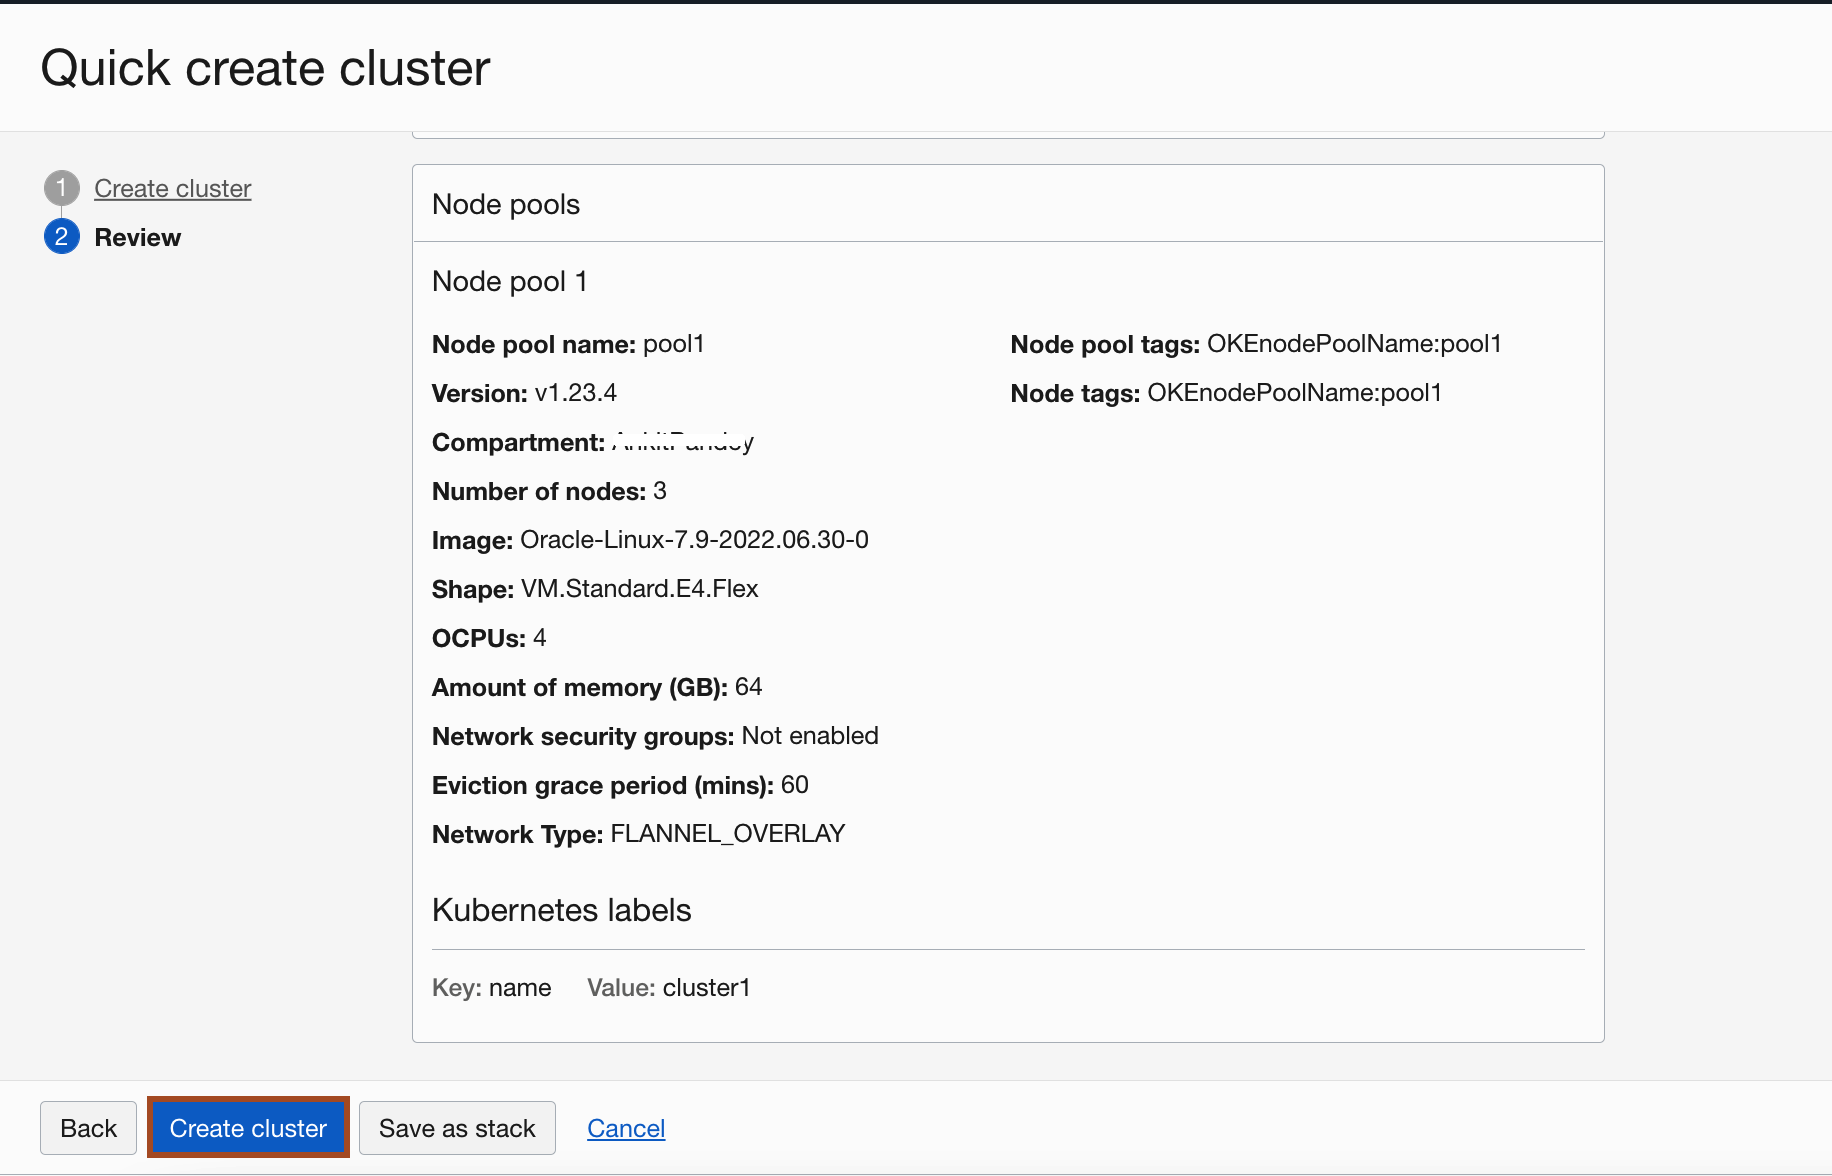 Quick create cluster
1 Create cluster
2 Review
Node pools
Node pool 1
Node pool name: pool1
Version: v1.23.4
Compartment:
Number of nodes: 3
Image: Oracle-Linux-7.9-2022.06.30-0
Shape: VM.Standard.E4.Flex
OCPUs: 4
Amount of memory (GB): 64
Network security groups: Not enabled
Eviction grace period (mins): 60
Network Type: FLANNEL_OVERLAY
Node pool tags: OKEnodePoolName:pool1
Node tags: OKEnodePoolName:pool1
Kubernetes labels
Key: name Value: cluster1
Back Create cluster Save as stack Cancel